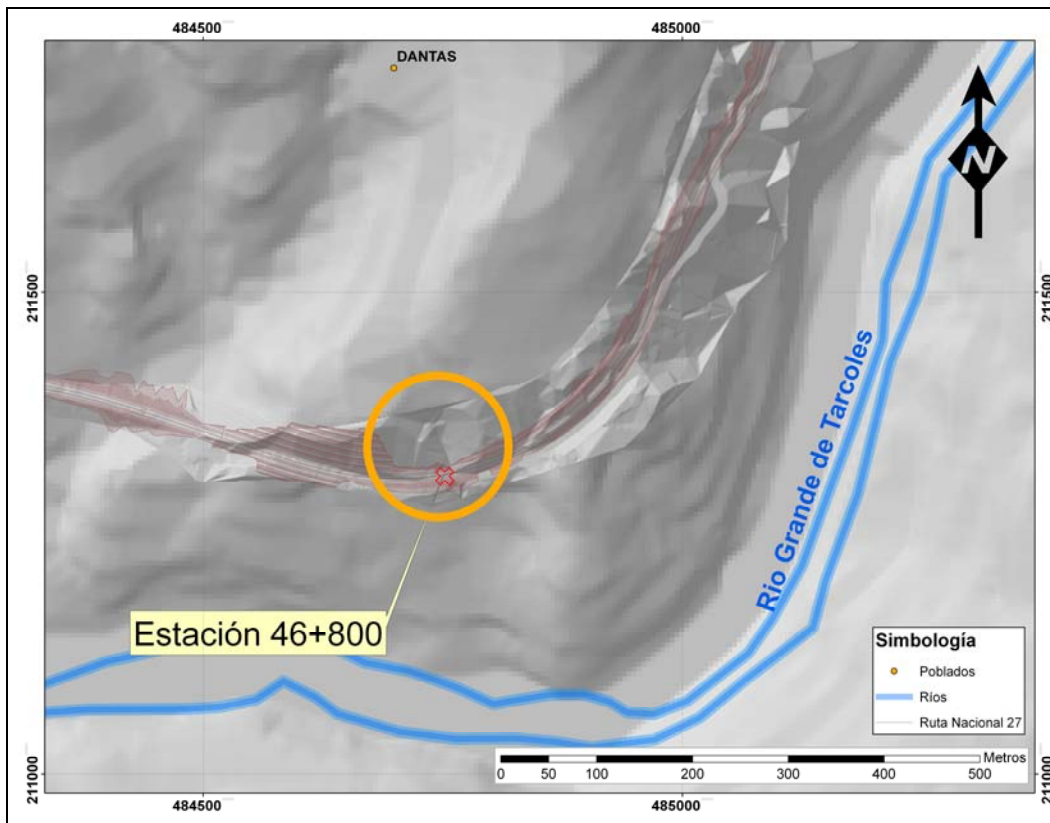 484500
485000
DANTAS
N
211500
211500
Rio Grande de Tarcoles
Estación 46+800
Simbología
Poblados
Ríos
Ruta Nacional 27
Metros
0 50 100 200 300 400 500
211000
211000
484500
485000